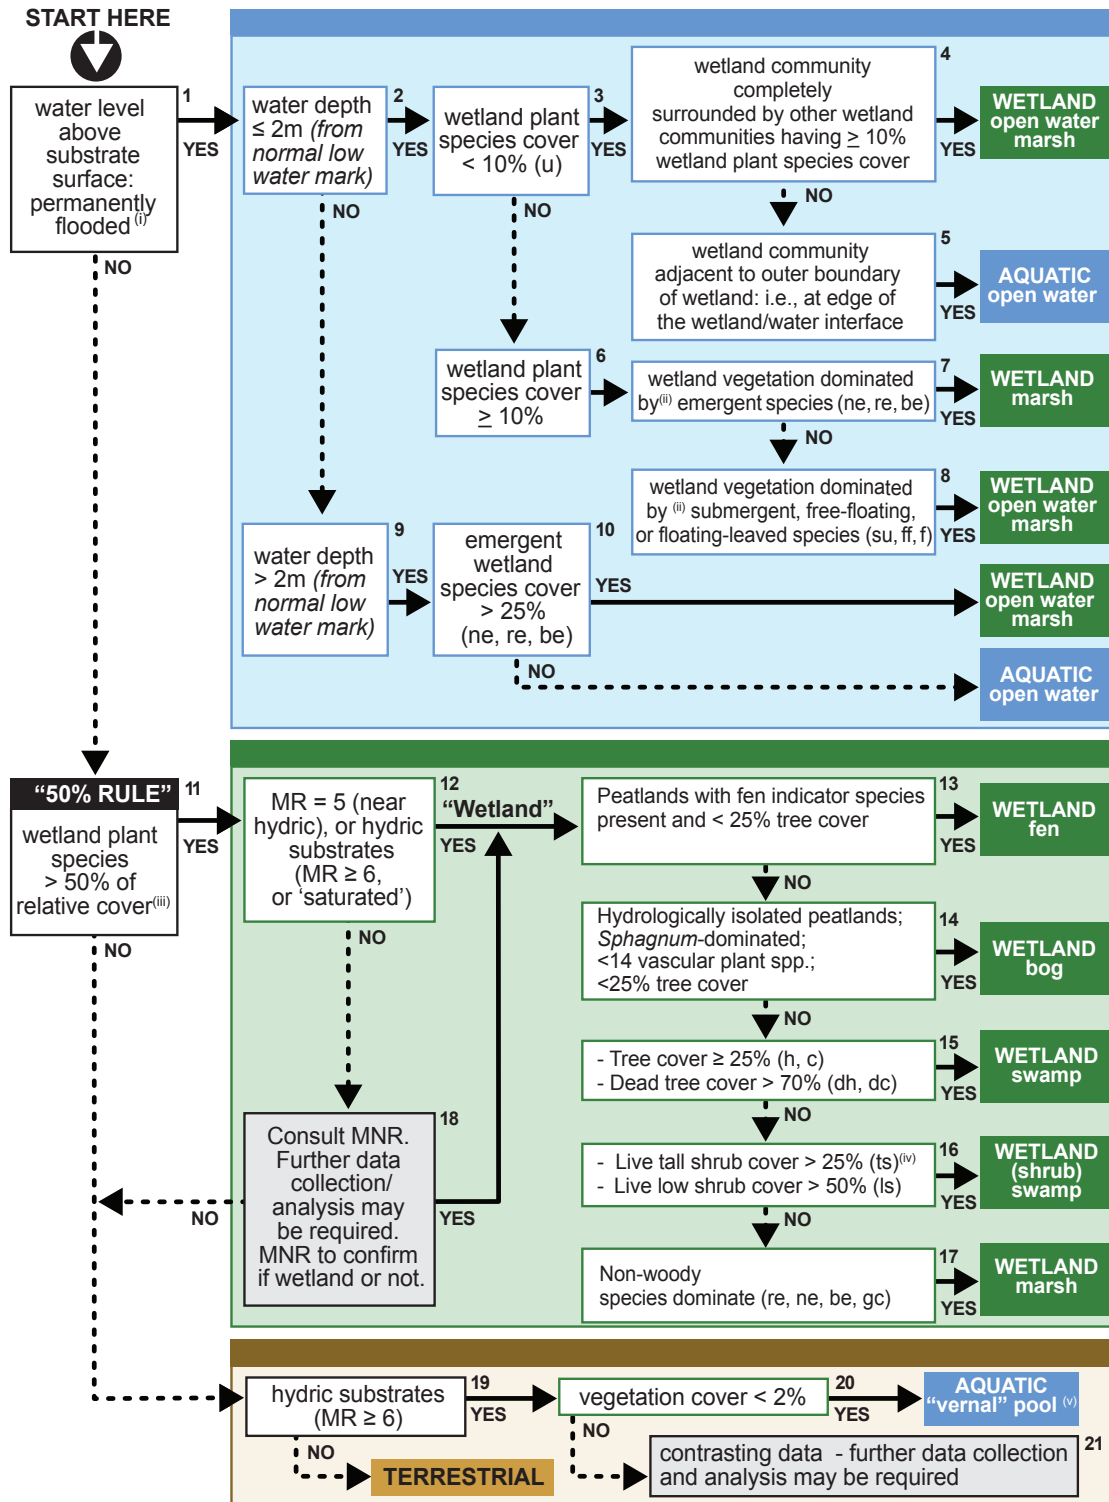 START HERE
1
water level
above
substrate
surface:
permanently
flooded (i)
YES
NO
2
water depth
≤ 2m (from
normal low
water mark)
YES
NO
3
wetland plant
species cover
< 10% (u)
YES
NO
4
wetland community
completely
surrounded by other wetland
communities having ≥ 10%
wetland plant species cover
NO
WETLAND
open water
marsh
5
wetland community
adjacent to outer boundary
of wetland: i.e., at edge of
the wetland/water interface
YES
AQUATIC
open water
6
wetland plant
species cover
≥ 10%
7
wetland vegetation dominated
by(ii) emergent species (ne, re, be)
YES
NO
WETLAND
marsh
8
wetland vegetation dominated
by (ii) submergent, free-floating,
or floating-leaved species (su, ff, f)
YES
WETLAND
open water
marsh
9
water depth
> 2m (from
normal low
water mark)
YES
10
emergent
wetland
species cover
> 25%
(ne, re, be)
YES
NO
WETLAND
open water
marsh
AQUATIC
open water
"50% RULE"
11
wetland plant
species
> 50% of
relative cover(iii)
YES
NO
12
MR = 5 (near
hydric), or hydric
substrates
(MR ≥ 6,
or 'saturated')
"Wetland"
YES
NO
13
Peatlands with fen indicator species
present and < 25% tree cover
YES
NO
WETLAND
fen
14
Hydrologically isolated peatlands;
Sphagnum-dominated;
<14 vascular plant spp.;
<25% tree cover
YES
NO
WETLAND
bog
15
- Tree cover ≥ 25% (h, c)
- Dead tree cover > 70% (dh, dc)
YES
NO
WETLAND
swamp
16
- Live tall shrub cover > 25% (ts)(iv)
- Live low shrub cover > 50% (ls)
YES
NO
WETLAND
(shrub)
swamp
17
Non-woody
species dominate (re, ne, be, gc)
YES
WETLAND
marsh
18
Consult MNR.
Further data
collection/
analysis may
be required.
MNR to confirm
if wetland or not.
YES
NO
19
hydric substrates
(MR ≥ 6)
YES
NO
TERRESTRIAL
20
vegetation cover < 2%
YES
NO
AQUATIC
"vernal" pool (v)
21
contrasting data - further data collection
and analysis may be required